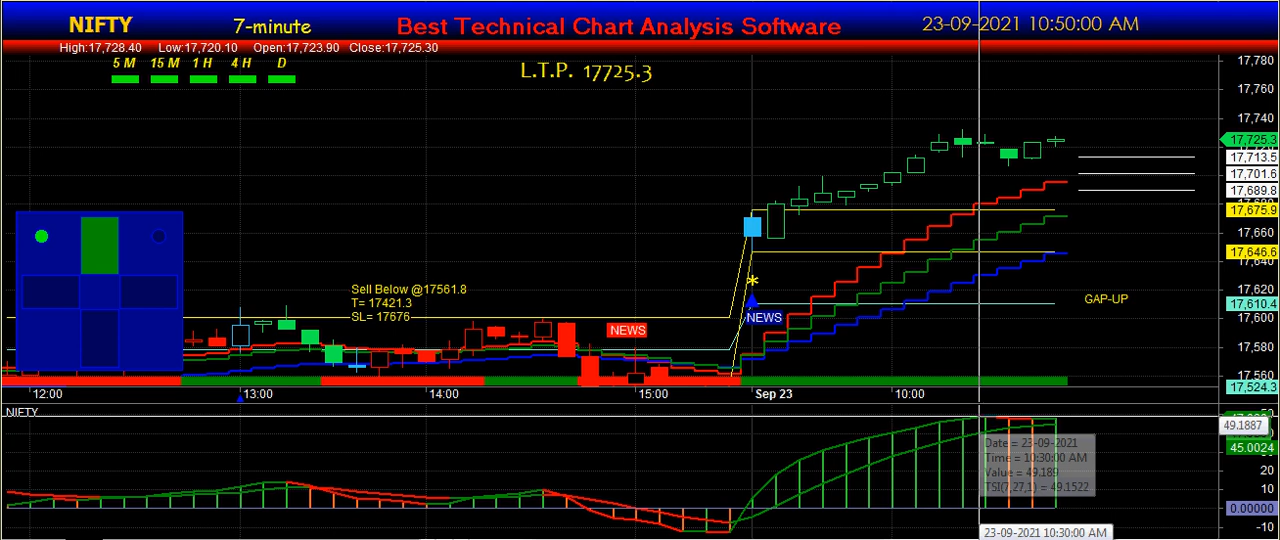 NIFTY 7-minute Best Technical Chart Analysis Software 23-09-2021 10:50:00 AM
High:17,728.40 Low:17,720.10 Open:17,723.90 Close:17,725.30
5 M 15 M 1 H 4 H D
L.T.P. 17725.3
17,780
17,760
17,740
17,725.3
17,713.5
17,701.6
17,689.8
17,675.9
17,660
17,646.6
17,640
Sell Below @17561.8
17,620
T= 17421.3
GAP-UP
17,610.4
SL= 17676
NEWS
17,600
NEWS
17,580
17,560
17,524.3
12:00 13:00 14:00 15:00 Sep 23 10:00
NIFTY
49.1887
45.0024
Date = 23-09-2021
Time = 10:30:00 AM
Value = 49.189
TSI(7,27,1) = 49.1522
20
10
0.00000
-10
23-09-2021 10:30:00 AM